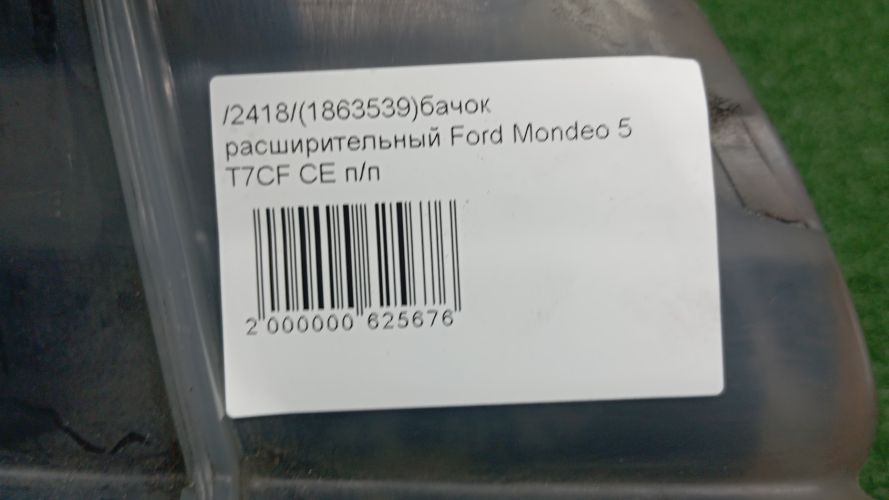 /2418/(1863539)бачок
расширительный Ford Mondeo 5
T7CF CE п/п
2 000000 625676